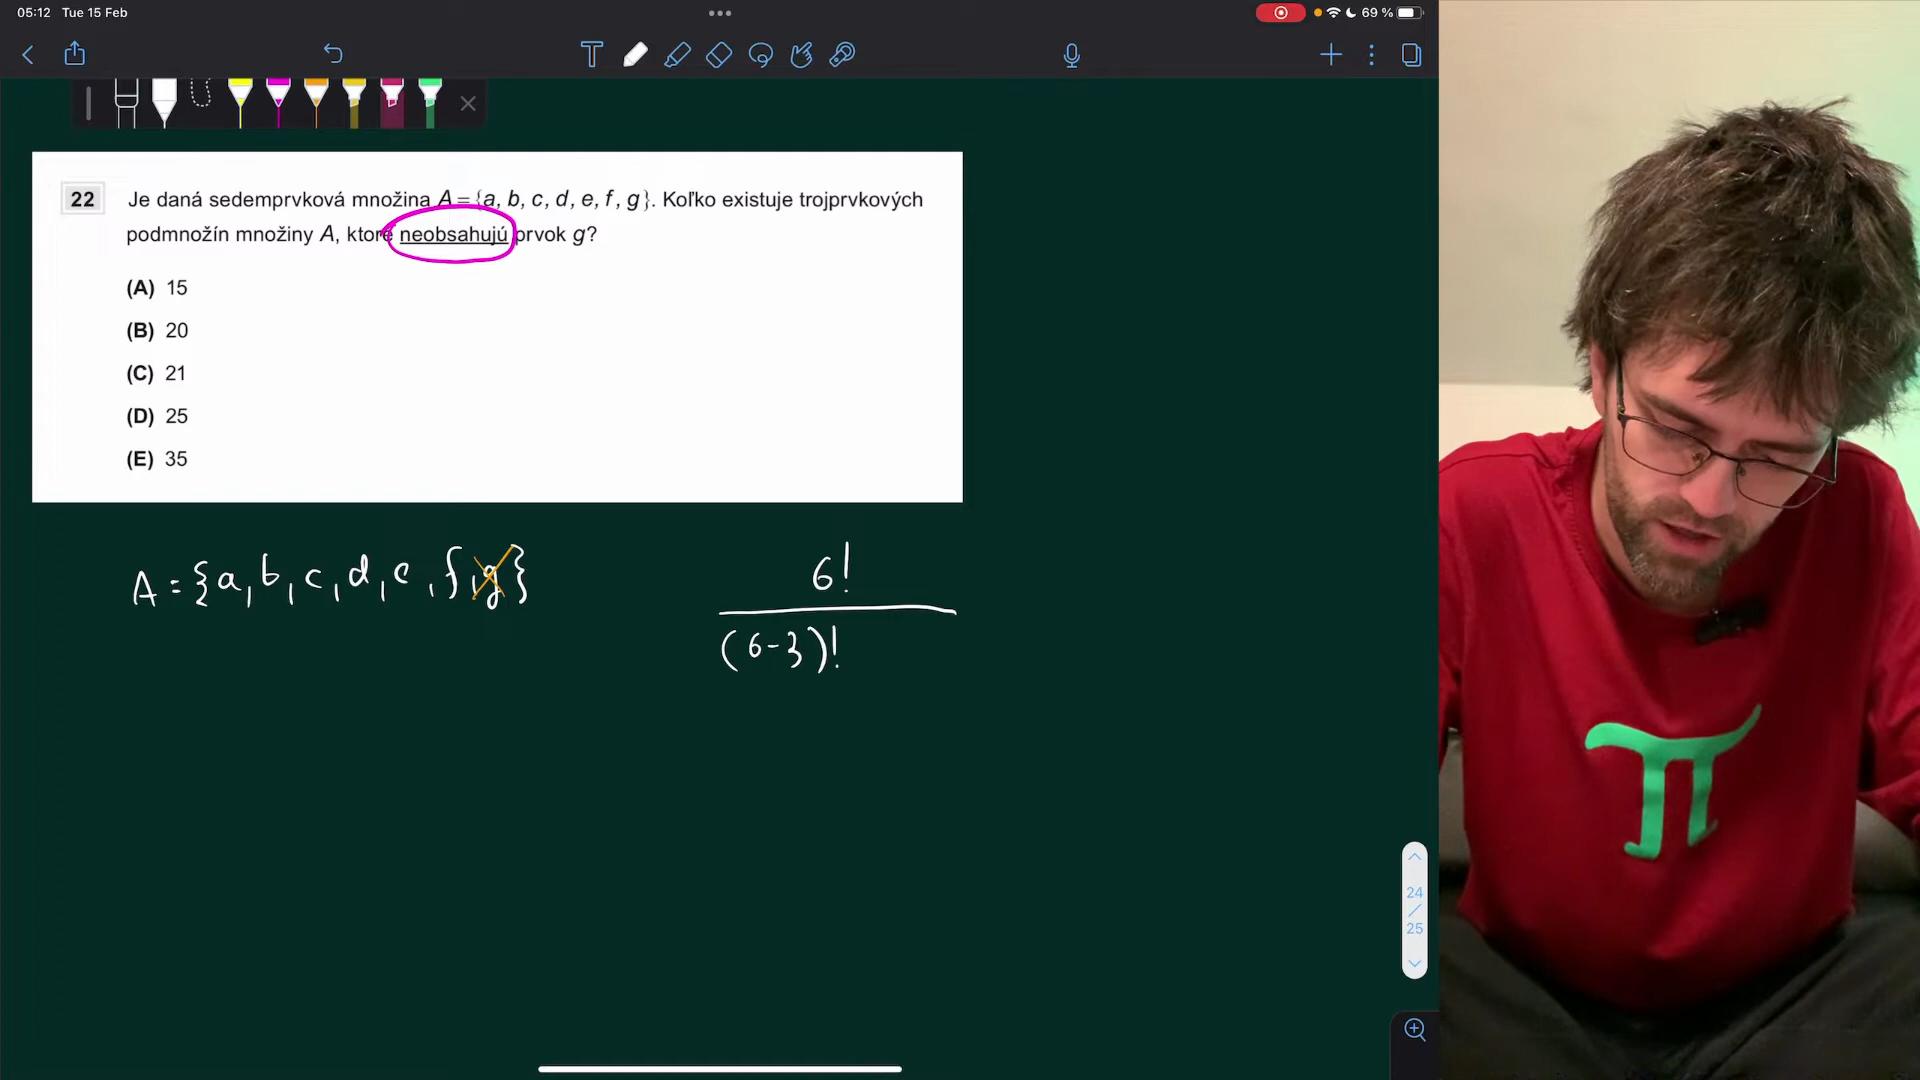 05:12 Tue 15 Feb
69 %
22 Je daná sedemprvková množina A = {a, b, c, d, e, f, g}. Koľko existuje trojprvkových
podmnožín množiny A, ktoré neobsahujú prvok g?
(A) 15
(B) 20
(C) 21
(D) 25
(E) 35
A = {a, b, c, d, e, f, g}
6!
(6-3)!
π
24
/
25